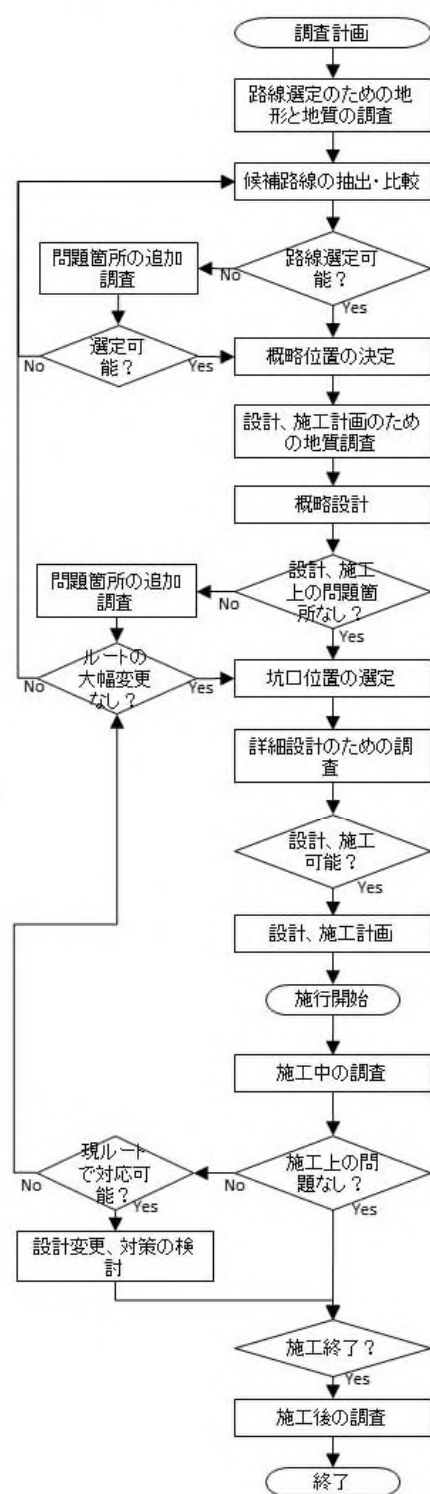 調査計画
路線選定のための地
形と地質の調査
候補路線の抽出・比較
路線選定可
能？
No
Yes
問題箇所の追加
調査
選定可
能？
No
Yes
概略位置の決定
設計、施工計画のため
の地質調査
概略設計
設計、施工
上の問題箇
所なし？
No
Yes
問題箇所の追加
調査
ルートの
大幅変更
なし？
No
Yes
坑口位置の選定
詳細設計のための調
査
設計、施工
可能？
Yes
設計、施工計画
施行開始
施工中の調査
施工上の問
題なし？
No
Yes
現ルート
で対応可
能？
No
Yes
設計変更、対策の検
討
施工終了？
Yes
施工後の調査
終了